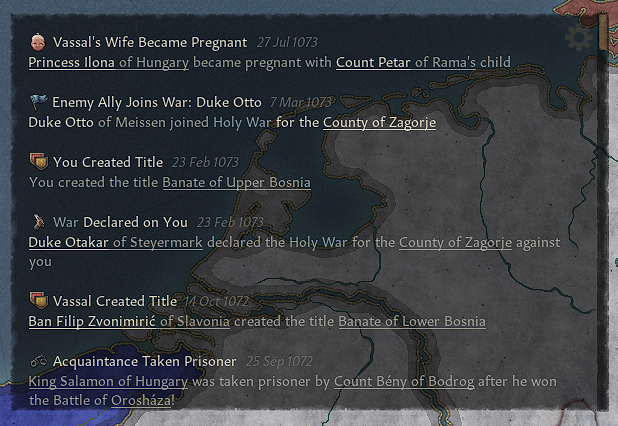 Vassal's Wife Became Pregnant 27 Jul 1073
Princess Ilona of Hungary became pregnant with Count Petar of Rama's child
Enemy Ally Joins War: Duke Otto 7 Mar 1073
Duke Otto of Meissen joined Holy War for the County of Zagorje
You Created Title 23 Feb 1073
You created the title Banate of Upper Bosnia
War Declared on You 23 Feb 1073
Duke Otakar of Steyermark declared the Holy War for the County of Zagorje against
you
Vassal Created Title 14 Oct 1072
Ban Filip Zvonimirić of Slavonia created the title Banate of Lower Bosnia
Acquaintance Taken Prisoner 25 Sep 1072
King Salamon of Hungary was taken prisoner by Count Bény of Bodrog after he won
the Battle of Orosháza!